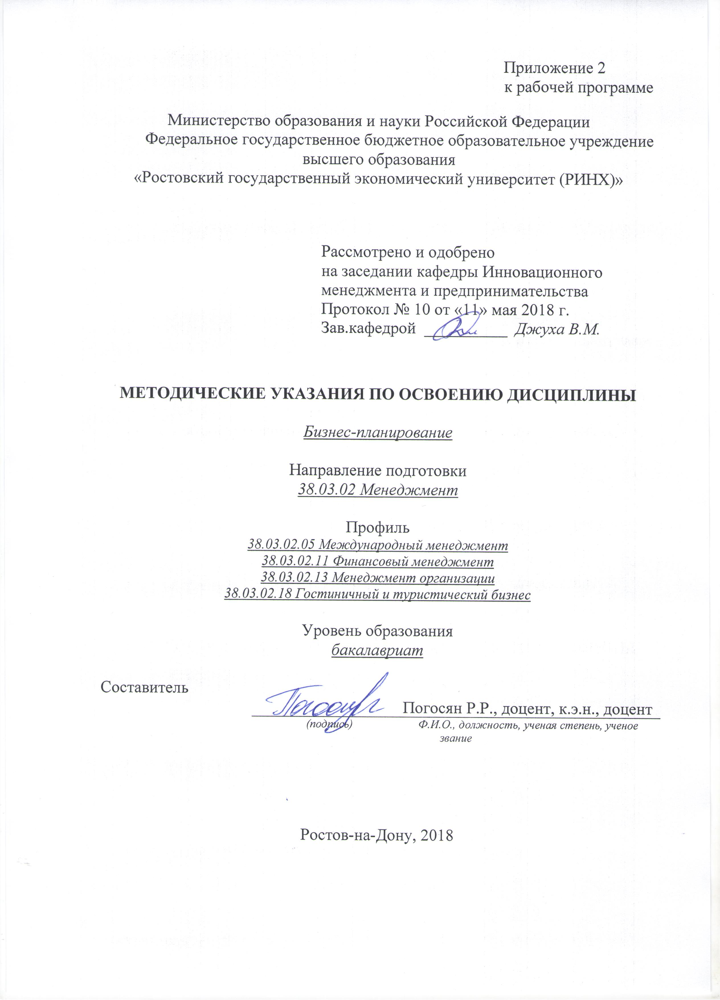 Приложение 2
к рабочей программе
Министерство образования и науки Российской Федерации
Федеральное государственное бюджетное образовательное учреждение
высшего образования
«Ростовский государственный экономический университет (РИНХ)»
Рассмотрено и одобрено
на заседании кафедры Инновационного
менеджмента и предпринимательства
Протокол № 10 от «11» мая 2018 г.
Зав.кафедрой __________ Джуха В.М.
МЕТОДИЧЕСКИЕ УКАЗАНИЯ ПО ОСВОЕНИЮ ДИСЦИПЛИНЫ
Бизнес-планирование
Направление подготовки
38.03.02 Менеджмент
Профиль
38.03.02.05 Международный менеджмент
38.03.02.11 Финансовый менеджмент
38.03.02.13 Менеджмент организации
38.03.02.18 Гостиничный и туристический бизнес
Уровень образования
бакалавриат
Составитель
Погосян Р.Р., доцент, к.э.н., доцент
(подпись) Ф.И.О., должность, ученая степень, ученое
звание
Ростов-на-Дону, 2018